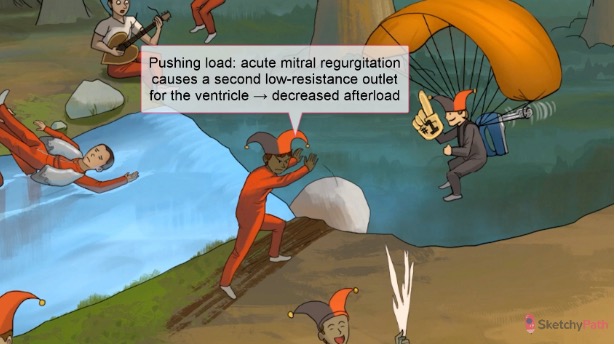 Pushing load: acute mitral regurgitation
causes a second low-resistance outlet
for the ventricle → decreased afterload
SketchyPath